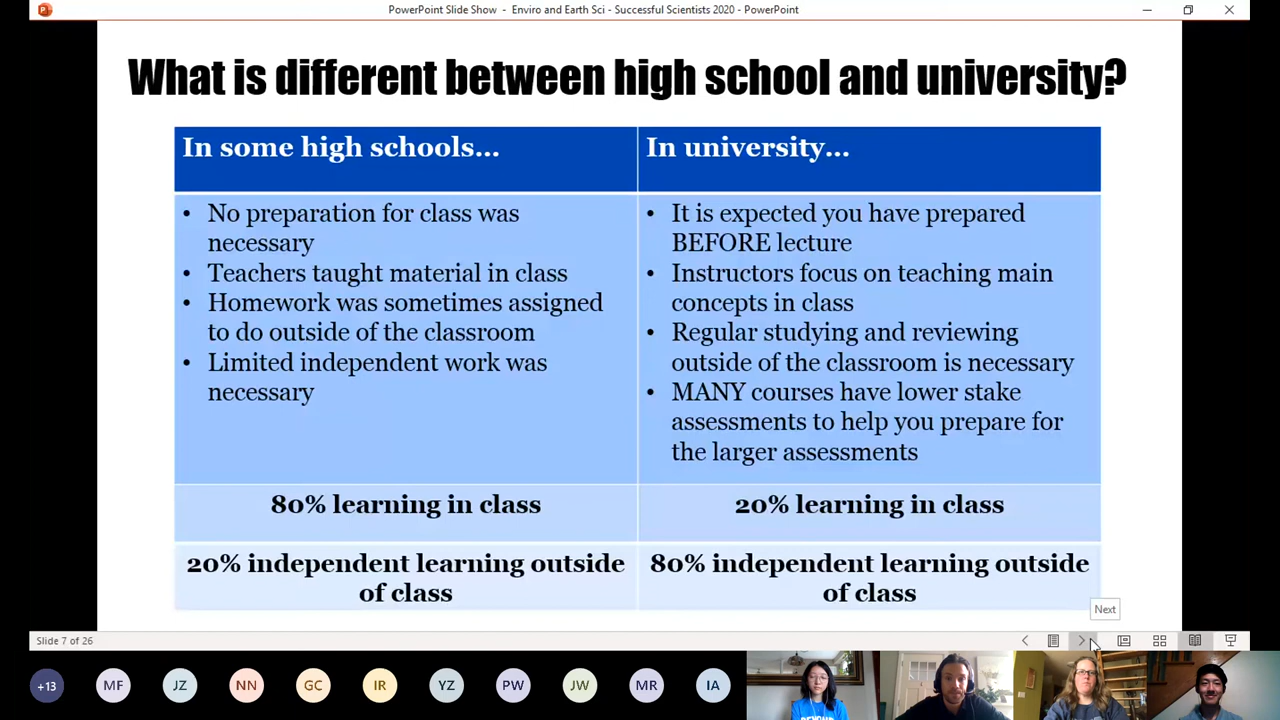 PowerPoint Slide Show - Enviro and Earth Sci - Successful Scientists 2020 - PowerPoint
What is different between high school and university?
In some high schools...
In university...
• No preparation for class was
necessary
• Teachers taught material in class
• Homework was sometimes assigned
to do outside of the classroom
• Limited independent work was
necessary
• It is expected you have prepared
BEFORE lecture
• Instructors focus on teaching main
concepts in class
• Regular studying and reviewing
outside of the classroom is necessary
• MANY courses have lower stake
assessments to help you prepare for
the larger assessments
80% learning in class
20% learning in class
20% independent learning outside
of class
80% independent learning outside
of class
Next
Slide 7 of 26
+13 MF JZ NN GC IR YZ PW JW MR IA